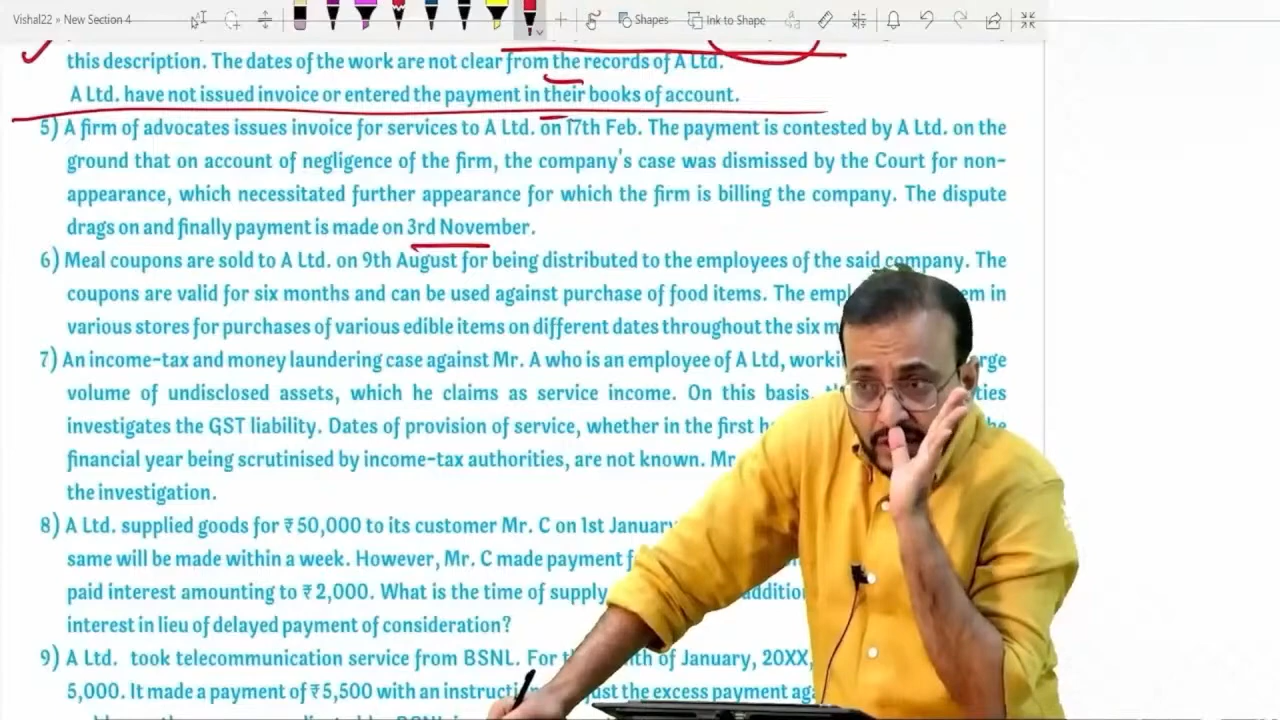 Vishal22 » New Section 4
Shapes
Ink to Shape
this description. The dates of the work are not clear from the records of A Ltd.
A Ltd. have not issued invoice or entered the payment in their books of account.
5) A firm of advocates issues invoice for services to A Ltd. on 17th Feb. The payment is contested by A Ltd. on the
ground that on account of negligence of the firm, the company's case was dismissed by the Court for non-
appearance, which necessitated further appearance for which the firm is billing the company. The dispute
drags on and finally payment is made on 3rd November.
6) Meal coupons are sold to A Ltd. on 9th August for being distributed to the employees of the said company. The
coupons are valid for six months and can be used against purchase of food items. The em
various stores for purchases of various edible items on different dates throughout the six
7) An income-tax and money laundering case against Mr. A who is an employee of A Ltd,
volume of undisclosed assets, which he claims as service income. On this basis,
investigates the GST liability. Dates of provision of service, whether in the first
financial year being scrutinised by income-tax authorities, are not known. Mr
the investigation.
8) A Ltd. supplied goods for ₹ 50,000 to its customer Mr. C on 1st January
same will be made within a week. However, Mr. C made payment
paid interest amounting to ₹ 2,000. What is the time of supply
interest in lieu of delayed payment of consideration?
9) A Ltd. took telecommunication service from BSNL. For of January, 20XX,
5,000. It made a payment of ₹ 5,500 with an the excess payment